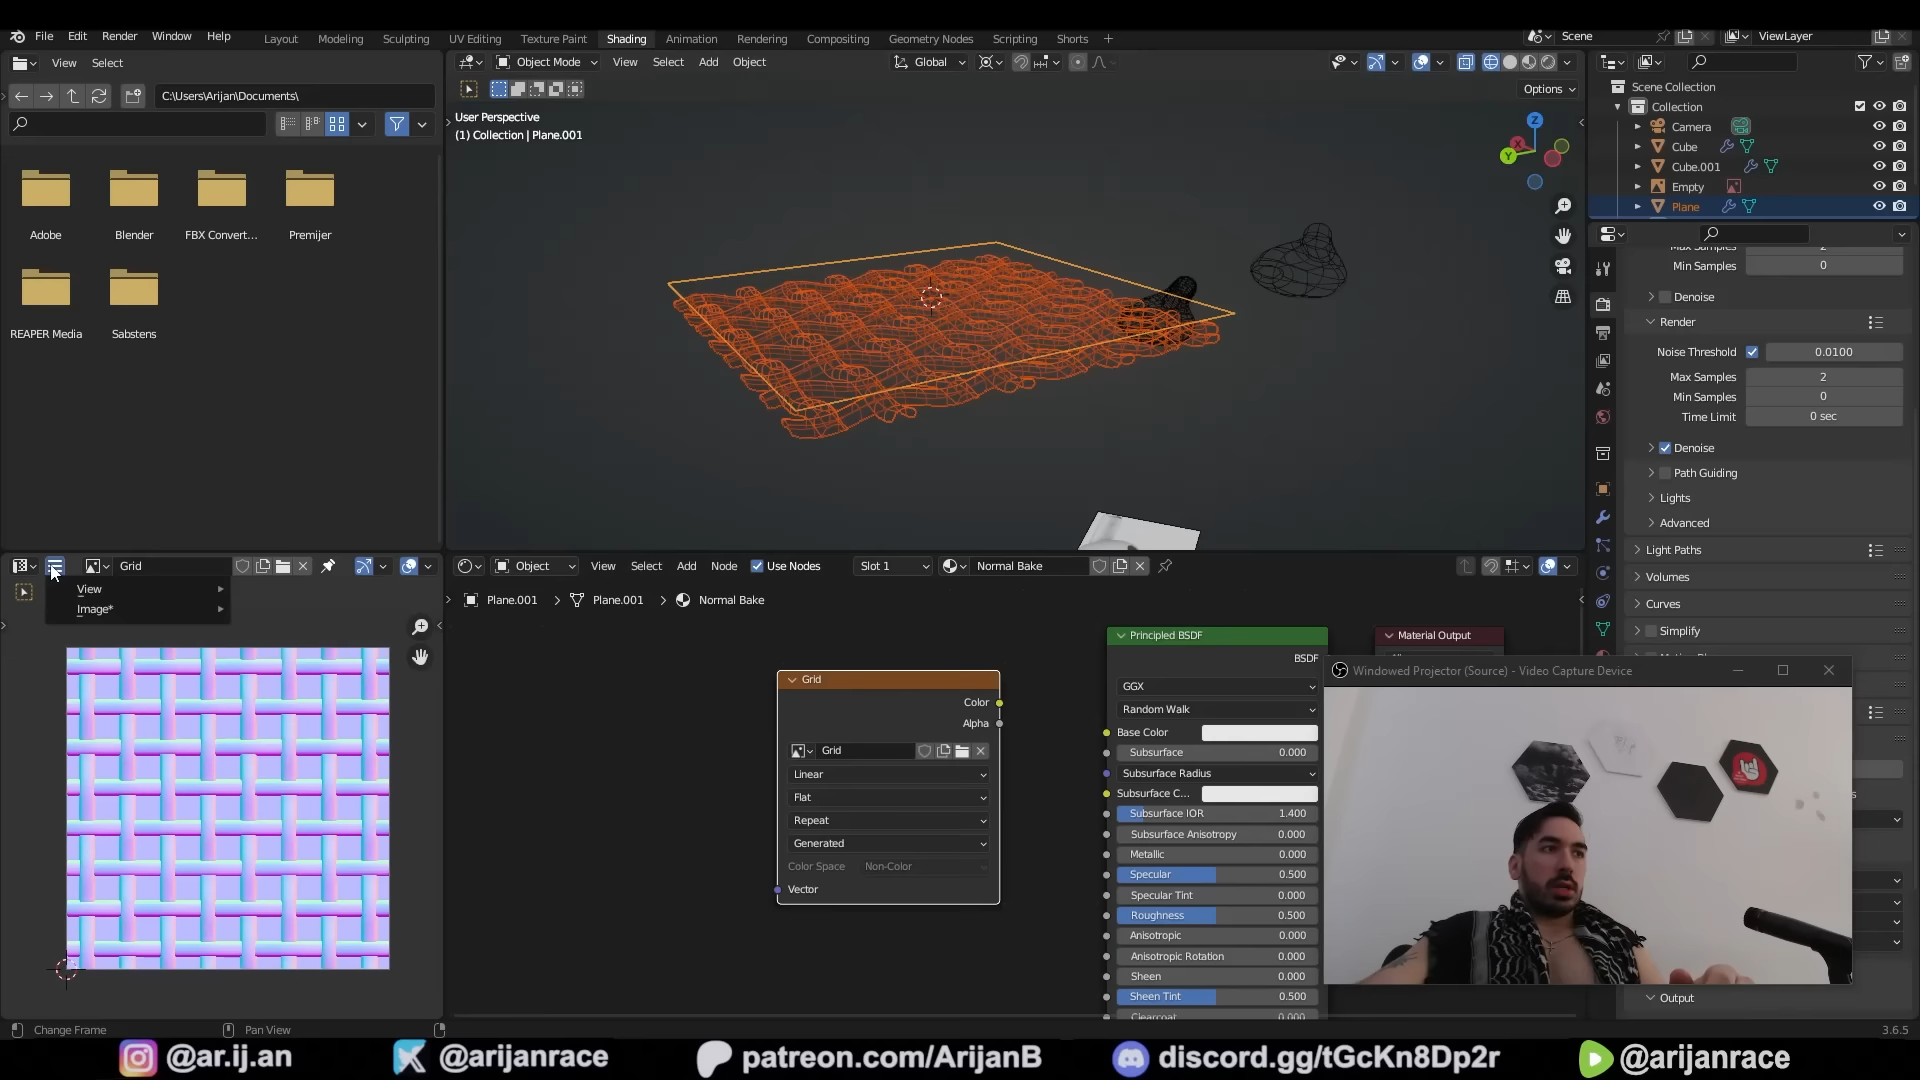 File Edit Render Window Help
Layout Modeling Sculpting UV Editing Texture Paint Shading Animation Rendering Compositing Geometry Nodes Scripting Shorts +
Scene
ViewLayer
View Select
C:\Users\Arijan\Documents\
Adobe
Blender
FBX Convert...
Premijer
REAPER Media
Sabstens
Object Mode View Select Add Object
Global
Options
User Perspective
(1) Collection | Plane.001
Z
X
Y
Scene Collection
Collection
Camera
Cube
Cube.001
Empty
Plane
Min Samples 0
Denoise
Render
Noise Threshold 0.0100
Max Samples 2
Min Samples 0
Time Limit 0 sec
Denoise
Path Guiding
Lights
Advanced
Light Paths
Volumes
Curves
Simplify
Output
Grid
View
Image*
Object View Select Add Node Use Nodes Slot 1 Normal Bake
Plane.001 > Plane.001 > Normal Bake
Grid
Color
Alpha
Grid
Linear
Flat
Repeat
Generated
Color Space Non-Color
Vector
Principled BSDF
BSDF
GGX
Random Walk
Base Color
Subsurface 0.000
Subsurface Radius
Subsurface C...
Subsurface IOR 1.400
Subsurface Anisotropy 0.000
Metallic 0.000
Specular 0.500
Specular Tint 0.000
Roughness 0.500
Anisotropic 0.000
Anisotropic Rotation 0.000
Sheen 0.000
Sheen Tint 0.500
Clearcoat 0.000
Material Output
Windowed Projector (Source) - Video Capture Device
Change Frame
Pan View
3.6.5
@ar.ij.an
@arijanrace
patreon.com/ArijanB
discord.gg/tGcKn8Dp2r
@arijanrace